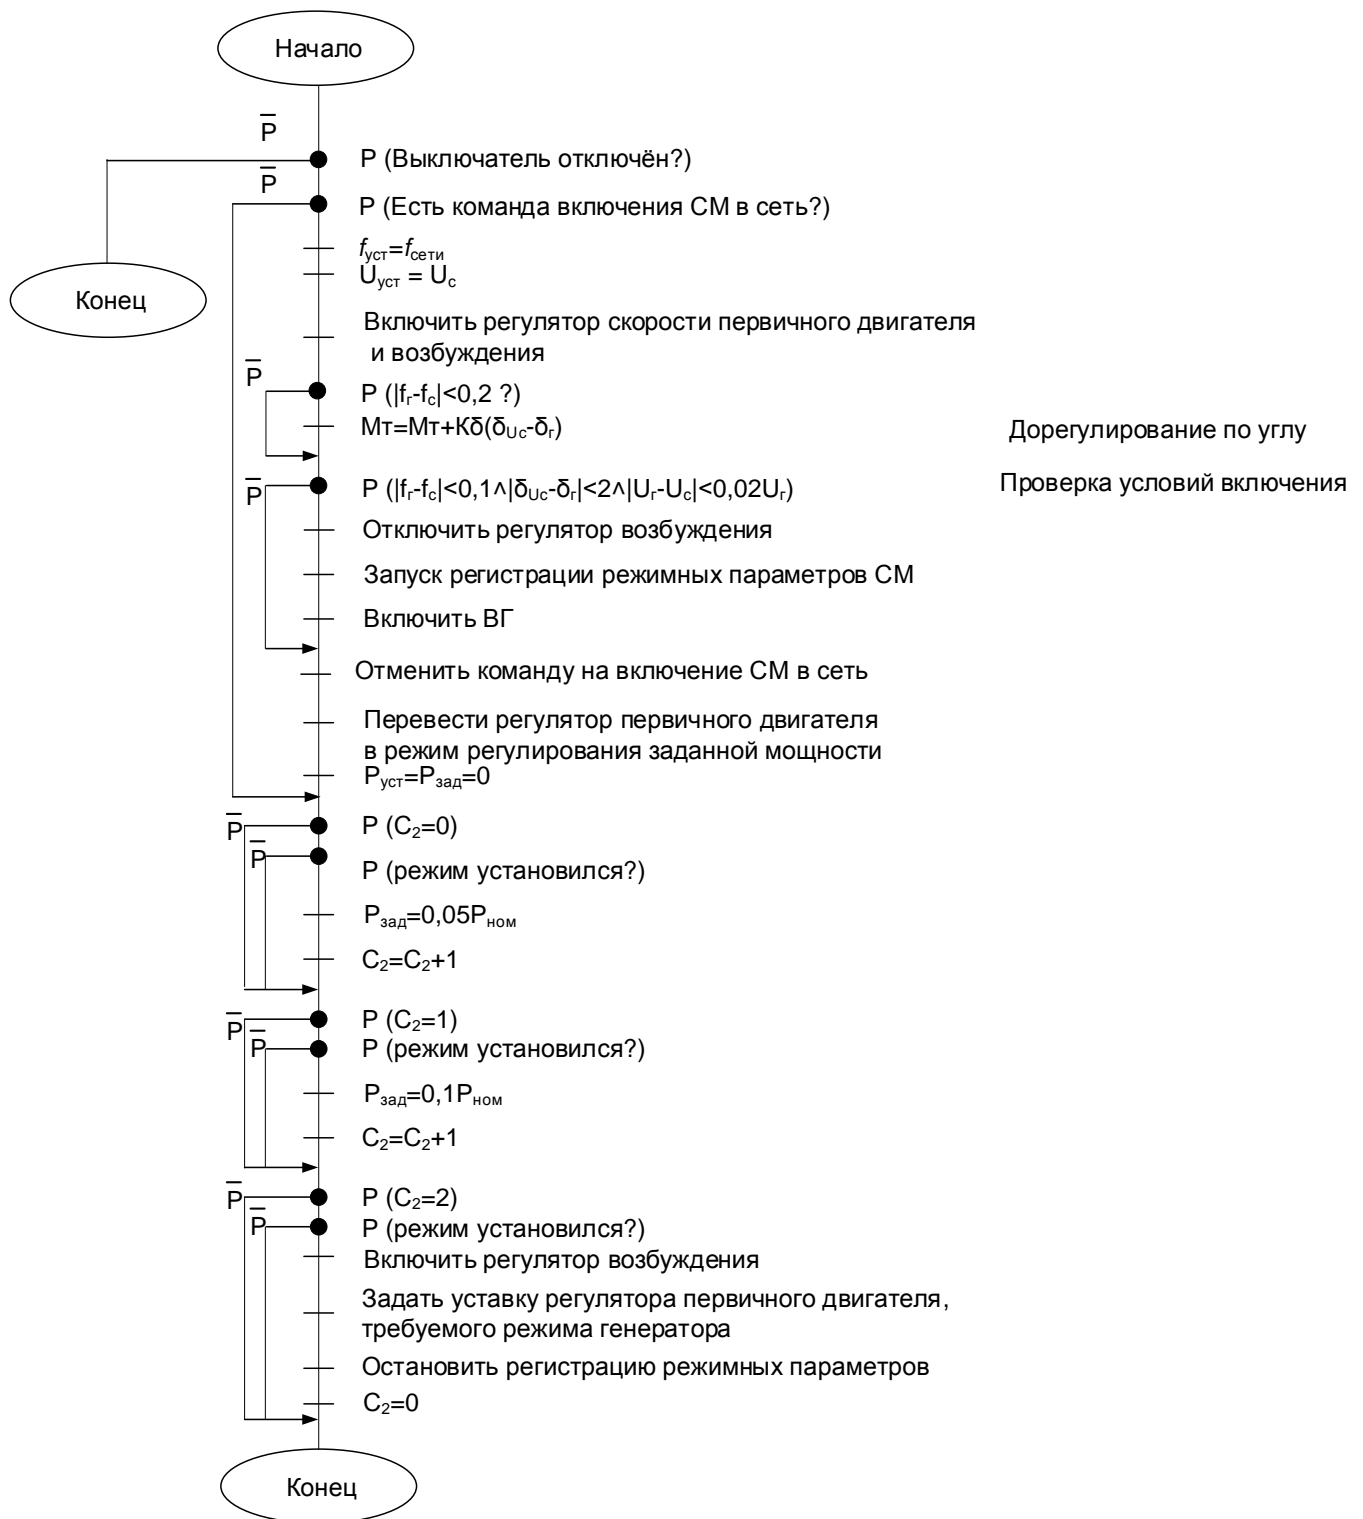 Начало
P̅
P (Выключатель отключён?)
P̅
P (Есть команда включения СМ в сеть?)
fуст=fсети
Uуст = Uс
Конец
Включить регулятор скорости первичного двигателя
и возбуждения
P̅
P (|fг-fс|<0,2 ?)
Мт=Мт+Кδ(δUc-δг)
Дорегулирование по углу
P̅
P (|fг-fс|<0,1∧|δUc-δг|<2∧|Uг-Uс|<0,02Uг)
Проверка условий включения
Отключить регулятор возбуждения
Запуск регистрации режимных параметров СМ
Включить ВГ
Отменить команду на включение СМ в сеть
Перевести регулятор первичного двигателя
в режим регулирования заданной мощности
Pуст=Pзад=0
P̅
P (C₂=0)
P̅
P (режим установился?)
Pзад=0,05Pном
C₂=C₂+1
P̅
P (C₂=1)
P̅
P (режим установился?)
Pзад=0,1Pном
C₂=C₂+1
P̅
P (C₂=2)
P̅
P (режим установился?)
Включить регулятор возбуждения
Задать уставку регулятора первичного двигателя,
требуемого режима генератора
Остановить регистрацию режимных параметров
C₂=0
Конец